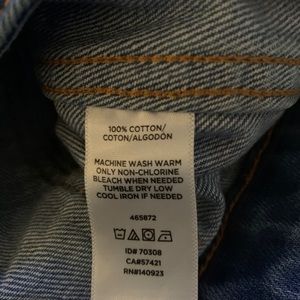 100% COTTON/
COTON/ALGODON
MACHINE WASH WARM
ONLY NON-CHLORINE
BLEACH WHEN NEEDED
TUMBLE DRY LOW
COOL IRON IF NEEDED
465872
ID# 70308
CA#57421
RN#140923